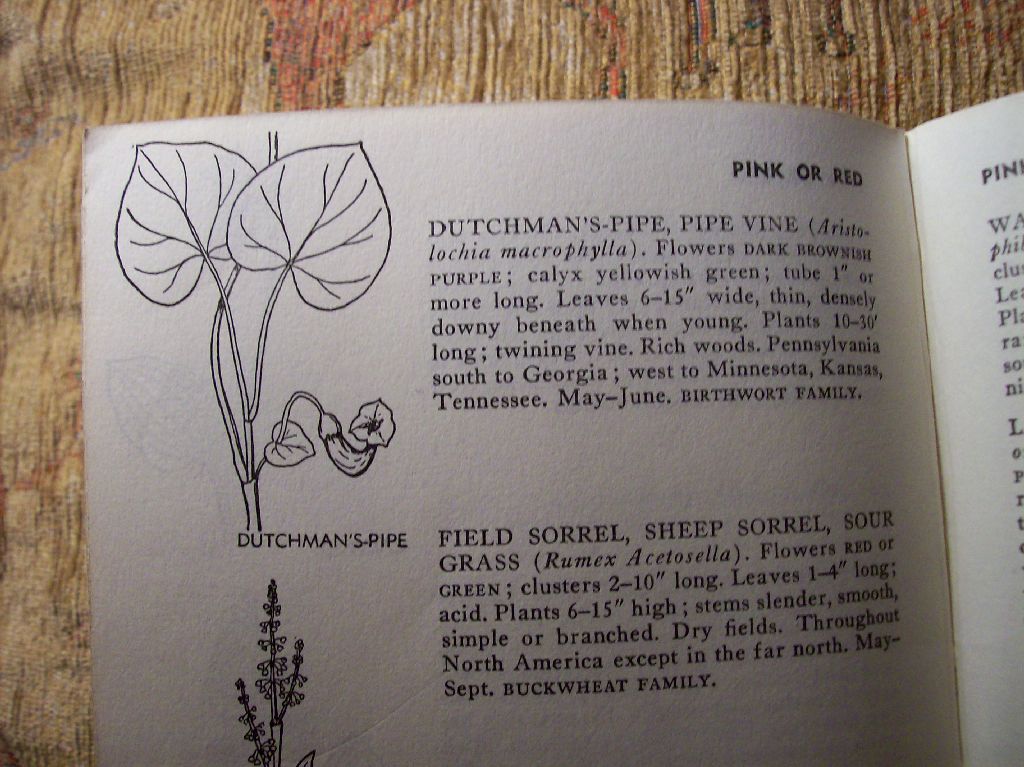 PINK OR RED
DUTCHMAN'S-PIPE, PIPE VINE (Aristo-
lochia macrophylla). Flowers DARK BROWNISH
PURPLE; calyx yellowish green; tube 1" or
more long. Leaves 6–15" wide, thin, densely
downy beneath when young. Plants 10–30'
long; twining vine. Rich woods. Pennsylvania
south to Georgia; west to Minnesota, Kansas,
Tennessee. May–June. BIRTHWORT FAMILY.
DUTCHMAN'S-PIPE
FIELD SORREL, SHEEP SORREL, SOUR
GRASS (Rumex Acetosella). Flowers RED OR
GREEN; clusters 2–10" long. Leaves 1–4" long;
acid. Plants 6–15" high; stems slender, smooth,
simple or branched. Dry fields. Throughout
North America except in the far north. May–
Sept. BUCKWHEAT FAMILY.